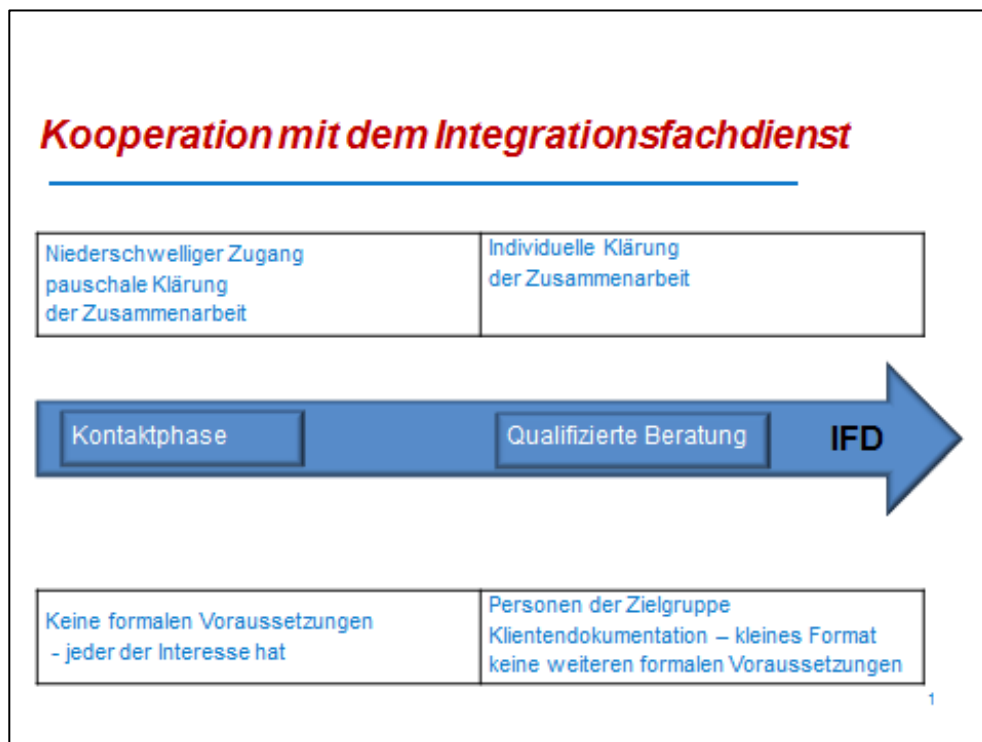 Kooperation mit dem Integrationsfachdienst
Niederschwelliger Zugang
pauschale Klärung
der Zusammenarbeit
Individuelle Klärung
der Zusammenarbeit
Kontaktphase
Qualifizierte Beratung
IFD
Keine formalen Voraussetzungen
- jeder der Interesse hat
Personen der Zielgruppe
Klientendokumentation – kleines Format
keine weiteren formalen Voraussetzungen
1